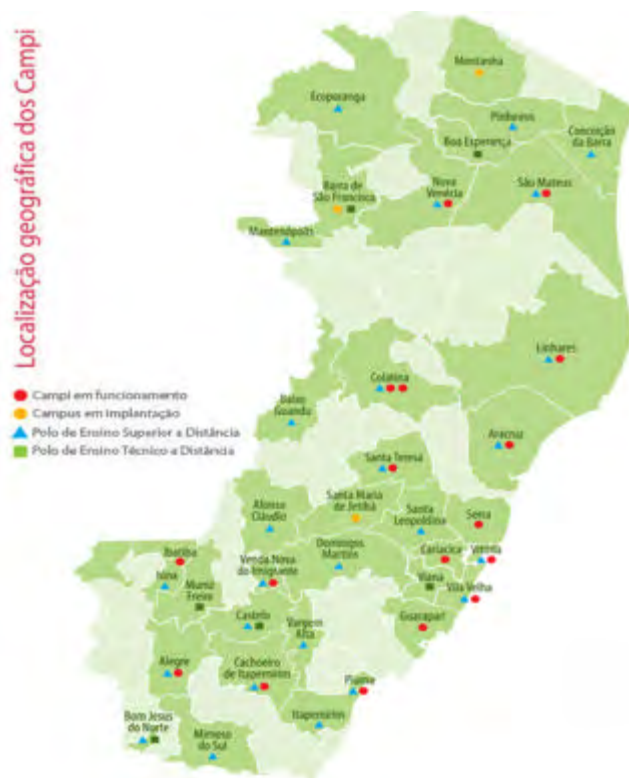 Localização geográfica dos Campi
Montanha
Ecoporanga
Pinheiros
Conceição
da Barra
Boa Esperança
Barra de
São Francisco
Nova
Venécia
São Mateus
Mantenópolis
Linhares
Colatina
Baixo
Guandu
Aracruz
Campi em funcionamento
Campus em Implantação
Polo de Ensino Superior a Distância
Polo de Ensino Técnico a Distância
Santa Teresa
Santa Maria
de Jetibá
Afonso
Cláudio
Santa
Leopoldina
Serra
Ibatiba
Domingos
Martins
Cariacica
Vitória
Venda Nova
do Imigrante
Iúna
Muniz
Freire
Viana
Vila Velha
Castelo
Vargem
Alta
Guarapari
Alegre
Cachoeiro
de Itapemirim
Piúma
Itapemirim
Bom Jesus
do Norte
Mimoso
do Sul